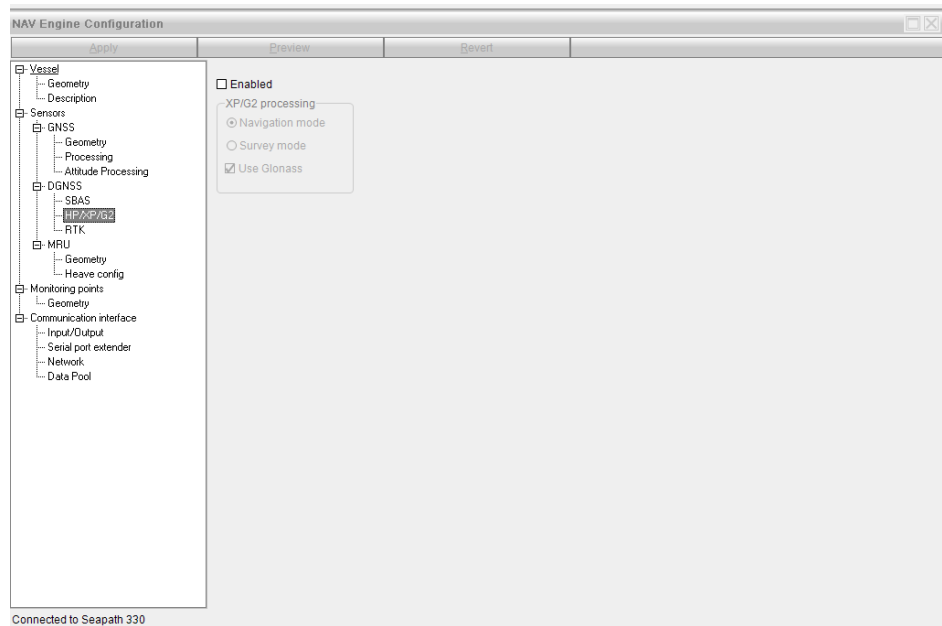 NAV Engine Configuration
Apply Preview Revert
Vessel
Geometry
Description
Sensors
GNSS
Geometry
Processing
Attitude Processing
DGNSS
SBAS
HP/XP/G2
RTK
MRU
Geometry
Heave config
Monitoring points
Geometry
Communication interface
Input/Output
Serial port extender
Network
Data Pool
Enabled
XP/G2 processing
Navigation mode
Survey mode
Use Glonass
Connected to Seapath 330